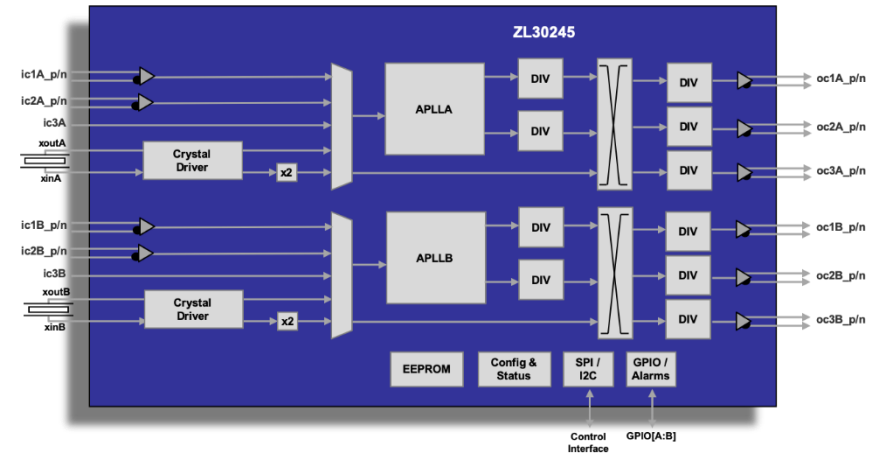 ZL30245
ic1A_p/n
ic2A_p/n
ic3A
xoutA
xinA
Crystal
Driver
x2
APLLA
DIV
DIV
DIV
DIV
DIV
oc1A_p/n
oc2A_p/n
oc3A_p/n
ic1B_p/n
ic2B_p/n
ic3B
xoutB
xinB
Crystal
Driver
x2
APLLB
DIV
DIV
DIV
DIV
DIV
oc1B_p/n
oc2B_p/n
oc3B_p/n
EEPROM
Config &
Status
SPI /
I2C
GPIO /
Alarms
Control
Interface
GPIO[A:B]